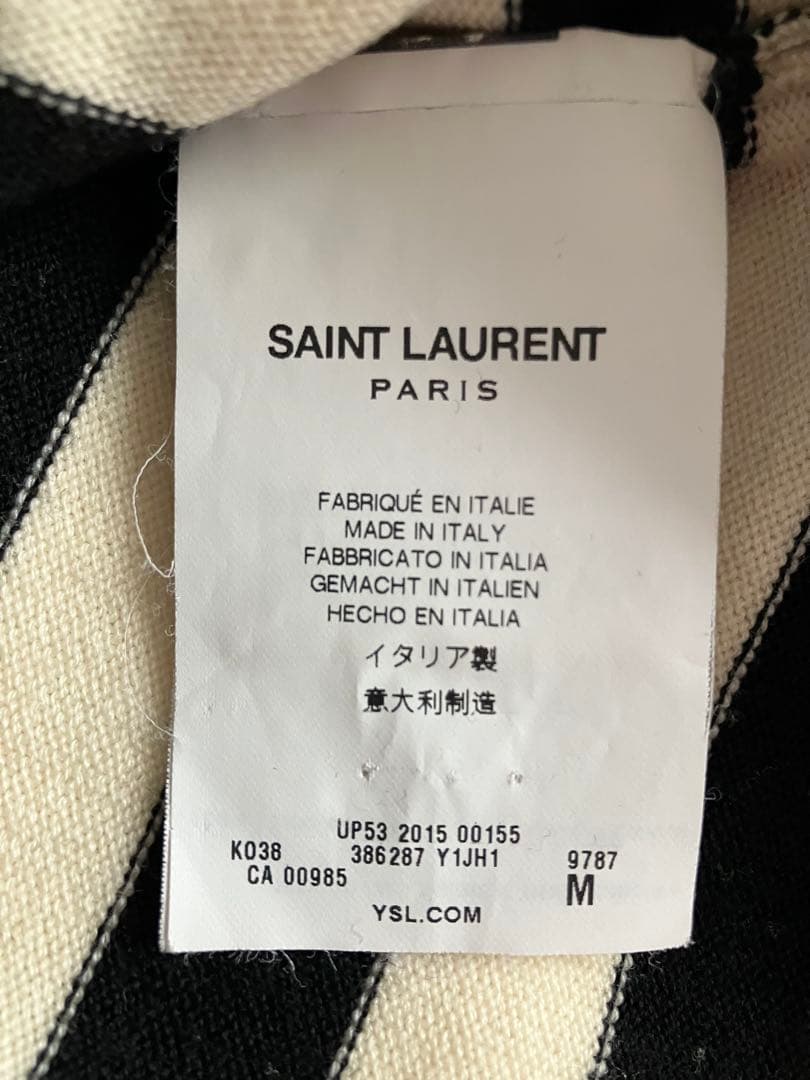 SAINT LAURENT
PARIS
FABRIQUÉ EN ITALIE
MADE IN ITALY
FABBRICATO IN ITALIA
GEMACHT IN ITALIEN
HECHO EN ITALIA
イタリア製
意大利制造
UP53 2015 00155
K038 386287 Y1JH1 9787
CA 00985 M
YSL.COM